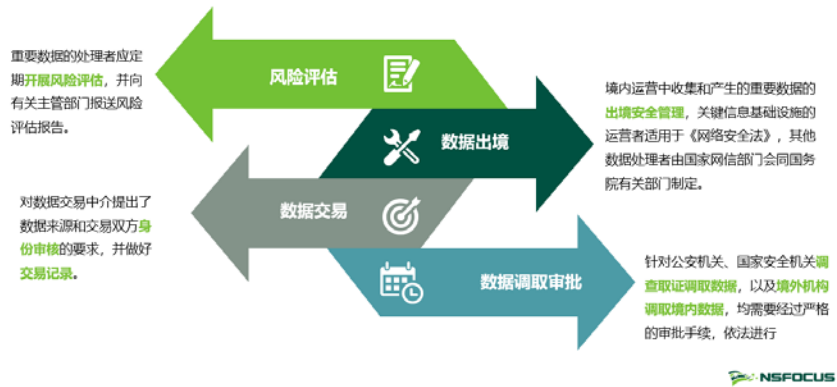 重要数据的处理者应定
期开展风险评估，并向
有关主管部门报送风险
评估报告。
风险评估
数据出境
境内运营中收集和产生的重要数据的
出境安全管理，关键信息基础设施的
运营者适用于《网络安全法》，其他
数据处理者由国家网信部门会同国务
院有关部门制定。
对数据交易中介提出了
数据来源和交易双方身
份审核的要求，并做好
交易记录。
数据交易
数据调取审批
针对公安机关、国家安全机关调
查取证调取数据，以及境外机构
调取境内数据，均需要经过严格
的审批手续，依法进行
NSFOCUS